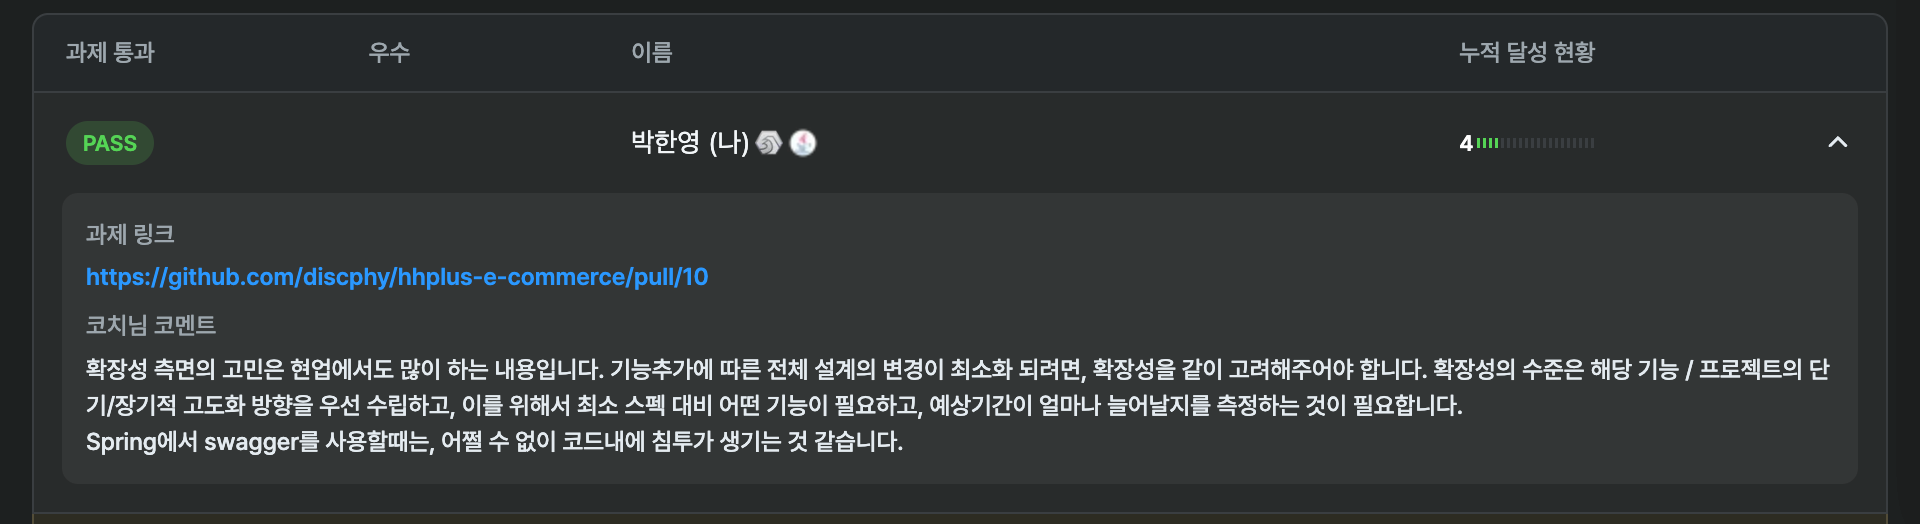 과제 통과 우수 이름 누적 달성 현황
PASS 박한영 (나) 4
과제 링크
https://github.com/discphy/hhplus-e-commerce/pull/10
코치님 코멘트
확장성 측면의 고민은 현업에서도 많이 하는 내용입니다. 기능추가에 따른 전체 설계의 변경이 최소화 되려면, 확장성을 같이 고려해주어야 합니다. 확장성의 수준은 해당 기능 / 프로젝트의 단
기/장기적 고도화 방향을 우선 수립하고, 이를 위해서 최소 스펙 대비 어떤 기능이 필요하고, 예상기간이 얼마나 늘어날지를 측정하는 것이 필요합니다.
Spring에서 swagger를 사용할때는, 어쩔 수 없이 코드내에 침투가 생기는 것 같습니다.